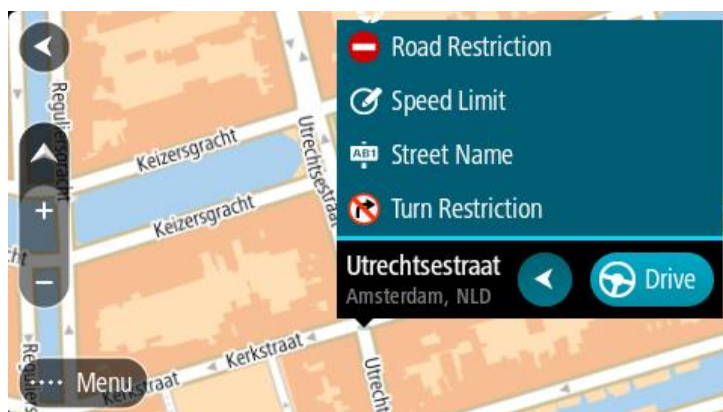 Road Restriction
Speed Limit
AB1
Street Name
Turn Restriction
Utrechtsestraat
Amsterdam, NLD
Drive
Reguliersgracht
Keizersgracht
Utrechtsestraat
Keizersgracht
+
−
Kerkstraat
Menu
Kerkstraat
Utrecht
Reguliers